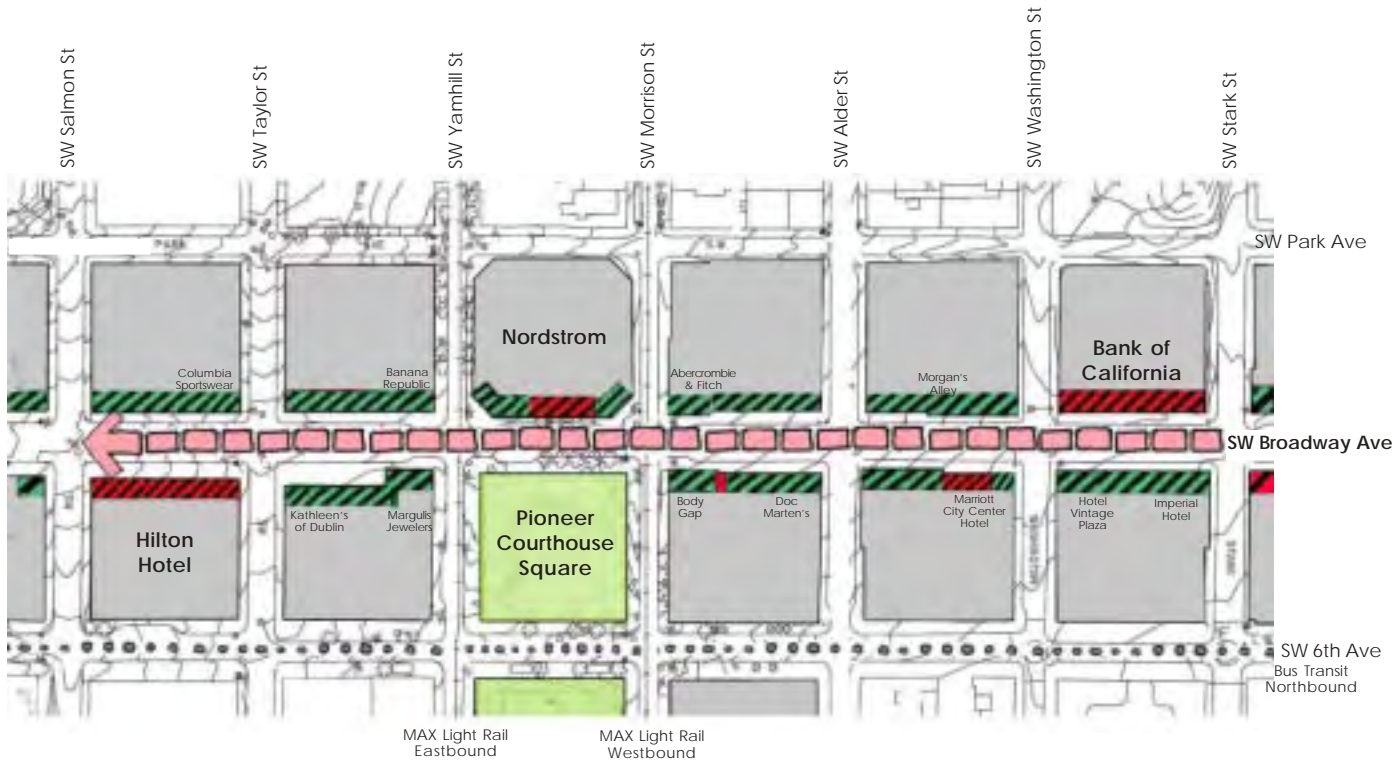 SW Salmon St
SW Taylor St
SW Yamhill St
SW Morrison St
SW Alder St
SW Washington St
SW Stark St
SW Park Ave
Nordstrom
Bank of
California
Columbia
Sportswear
Banana
Republic
Abercrombie
& Fitch
Morgan's
Alley
SW Broadway Ave
Kathleen's
of Dublin
Margulis
Jewelers
Hilton
Hotel
Pioneer
Courthouse
Square
Body
Gap
Doc
Marten's
Marriott
City Center
Hotel
Hotel
Vintage
Plaza
Imperial
Hotel
SW 6th Ave
Bus Transit
Northbound
MAX Light Rail
Eastbound
MAX Light Rail
Westbound